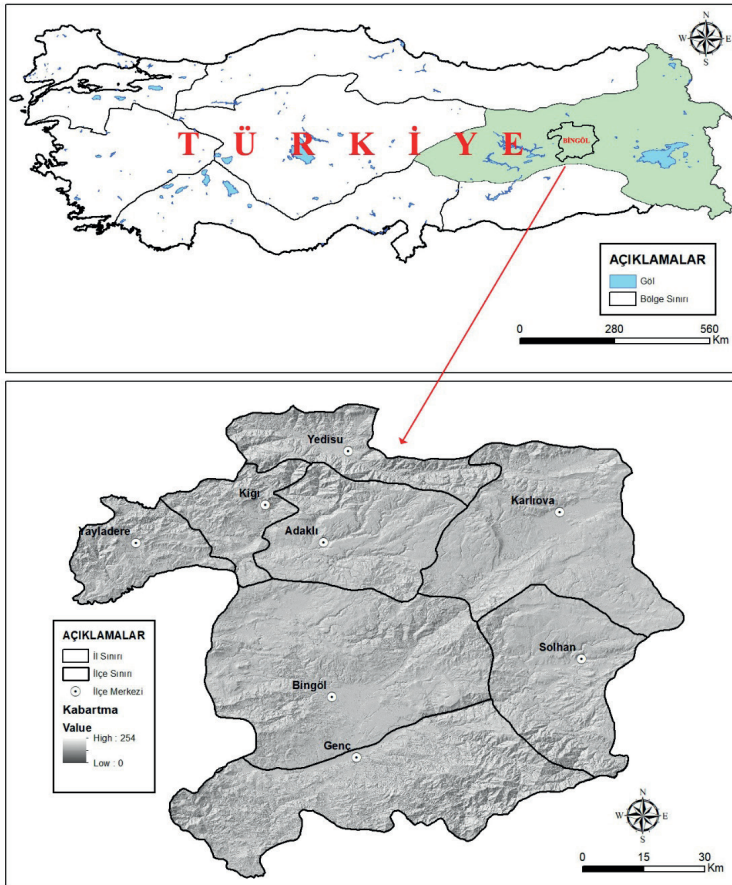 N
W E
S
T Ü R K İ Y E
BİNGÖL
AÇIKLAMALAR
Göl
Bölge Sınırı
0 280 560
Km
Yedisu
Kiğı
Karlıova
Yayladere
Adaklı
Solhan
Bingöl
Genç
AÇIKLAMALAR
İl Sınırı
İlçe Sınırı
İlçe Merkezi
Kabartma
Value
High : 254
Low : 0
N
W E
S
0 15 30
Km